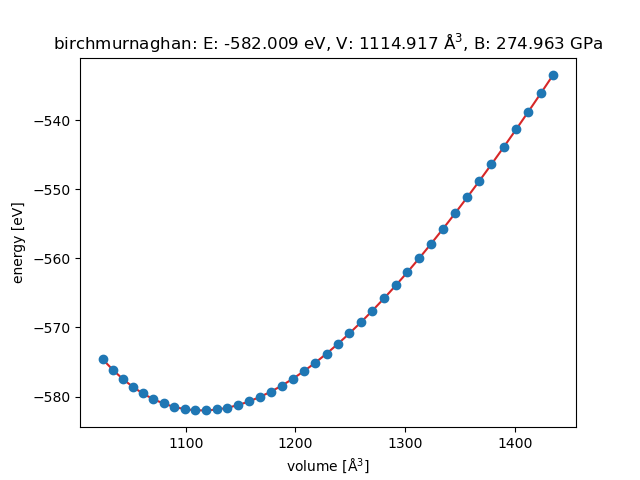 birchmurnaghan: E: -582.009 eV, V: 1114.917 Å³, B: 274.963 GPa
energy [eV]
−540
−550
−560
−570
−580
1100 1200 1300 1400
volume [Å³]